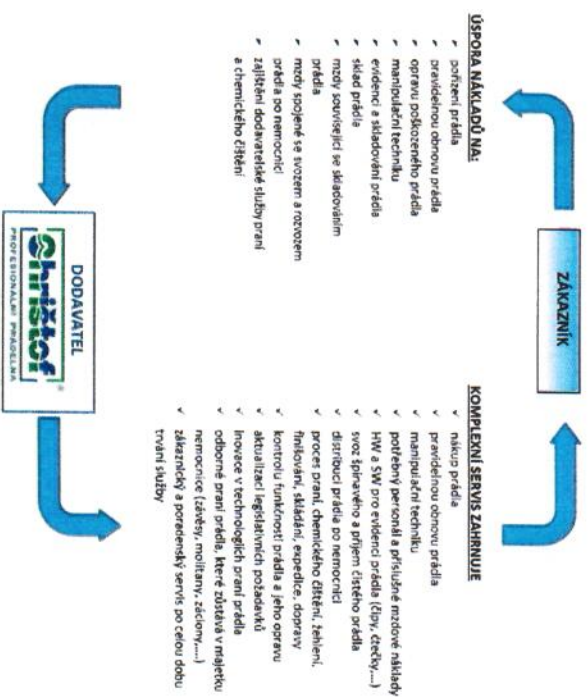 ZÁKAZNÍK
ÚSPORA NÁKLADŮ NA:
pořízení prádla
pravidelnou obnovu prádla
opravu poškozeného prádla
manipulační techniku
evidenci a skladování prádla
sklad prádla
mzdy související se skladováním
prádla
mzdy spojené se svozem a rozvozem
prádla po nemocnici
zajištění dodavatelské služby praní
a chemického čištění
KOMPLEXNÍ SERVIS ZAHRNUJE
✓ nákup prádla
✓ pravidelnou obnovu prádla
✓ manipulační techniku
✓ potřebný personál a příslušné mzdové náklady
✓ HW a SW pro evidenci prádla (čipy, čtečky,...)
✓ svoz špinavého a příjem čistého prádla
✓ distribuci prádla po nemocnici
✓ proces praní, chemického čištění, žehlení,
finišování, skládání, expedice, dopravy
✓ kontrolu funkčnosti prádla a jeho opravu
✓ aktualizaci legislativních požadavků
✓ inovace v technologiích praní prádla
✓ odborné praní prádla, které zůstává v majetku
nemocnice (závěsy, molitany, záclony,....)
✓ zákaznický a poradenský servis po celou dobu
trvání služby
DODAVATEL
Chrištof®
PROFESIONÁLNÍ PRÁDELNA